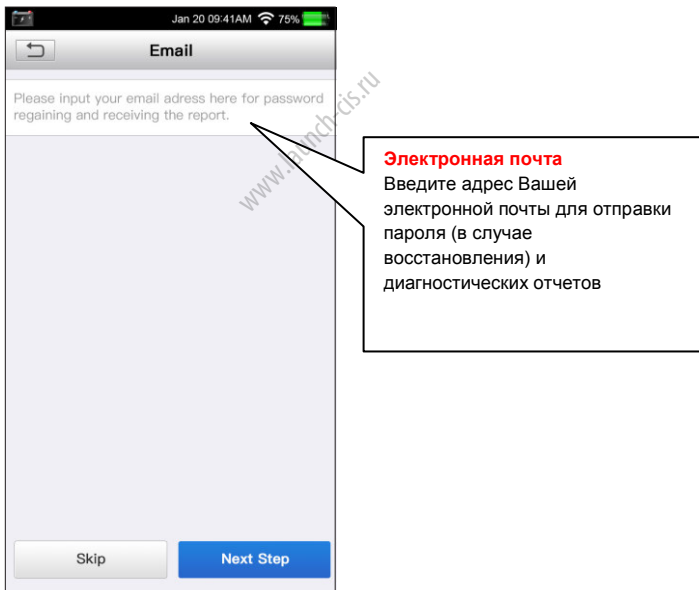 Jan 20 09:41AM 75%
Email
Please input your email adress here for password
regaining and receiving the report.
www.launch-cis.ru
Электронная почта
Введите адрес Вашей
электронной почты для отправки
пароля (в случае
восстановления) и
диагностических отчетов
Skip
Next Step